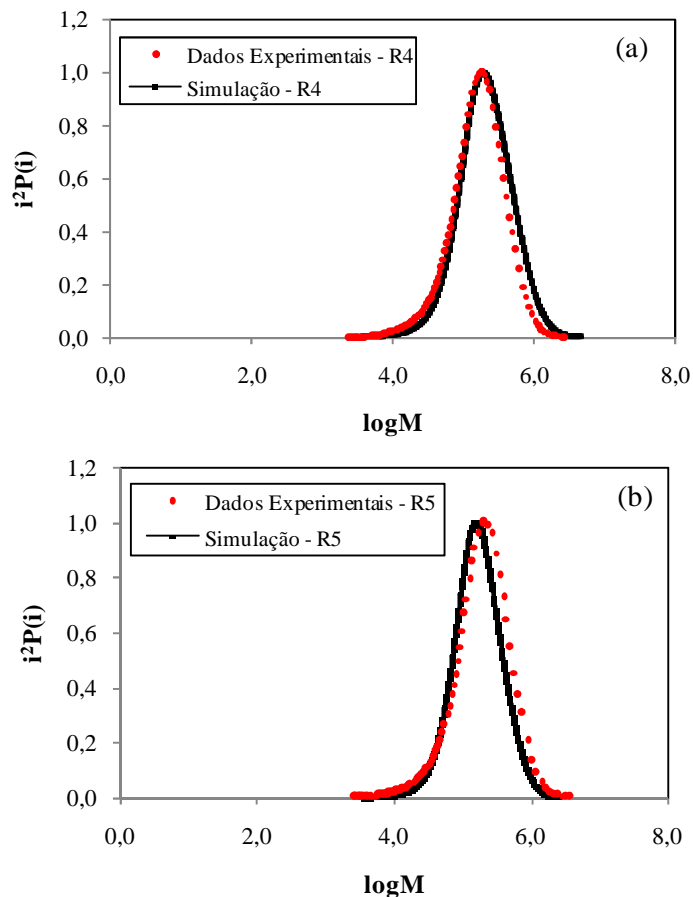 1,2
Dados Experimentais - R4
(a)
Simulação - R4
1,0
0,8
0,6
0,4
0,2
0,0
i²P(i)
0,0 2,0 4,0 6,0 8,0
logM
1,2
Dados Experimentais - R5
(b)
Simulação - R5
1,0
0,8
0,6
0,4
0,2
0,0
i²P(i)
0,0 2,0 4,0 6,0 8,0
logM